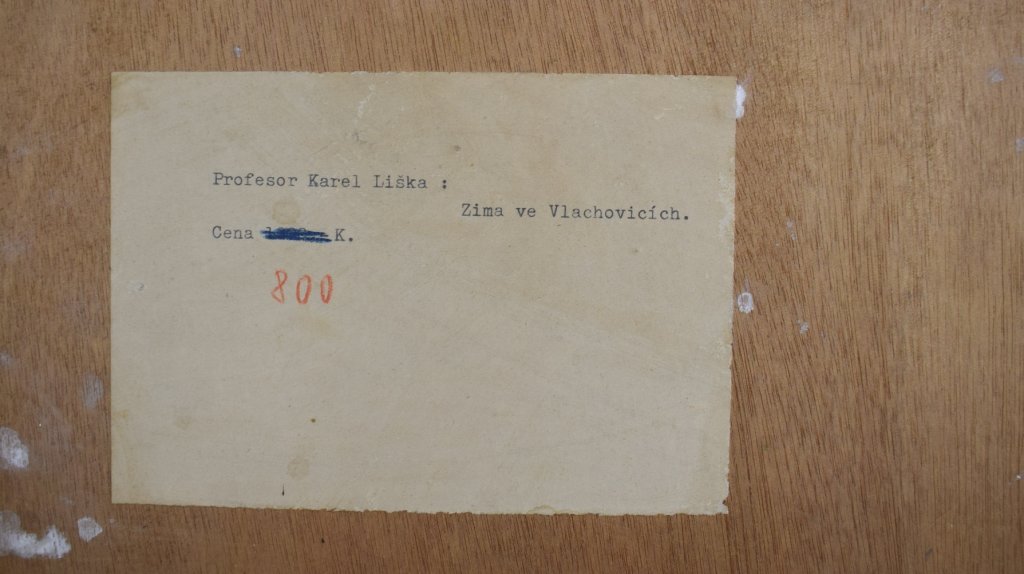 Profesor Karel Liška :
Zima ve Vlachovicích.
Cena K.
800